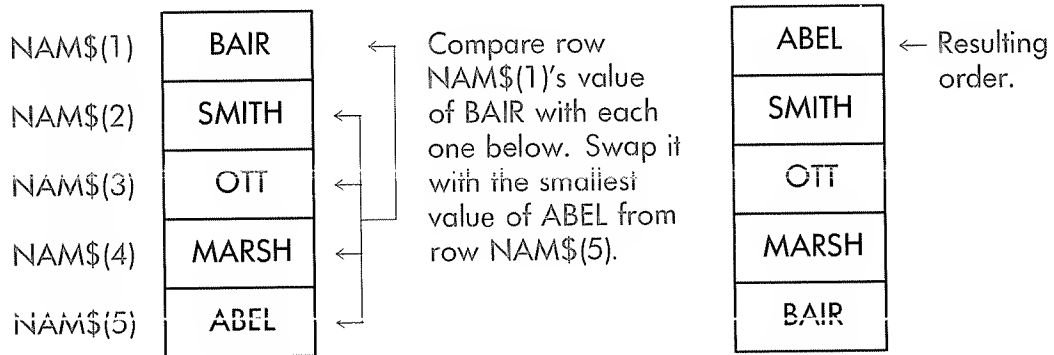 NAM$(1) BAIR
NAM$(2) SMITH
NAM$(3) OTT
NAM$(4) MARSH
NAM$(5) ABEL
Compare row
NAM$(1)'s value
of BAIR with each
one below. Swap it
with the smallest
value of ABEL from
row NAM$(5).
ABEL
SMITH
OTT
MARSH
BAIR
← Resulting
order.